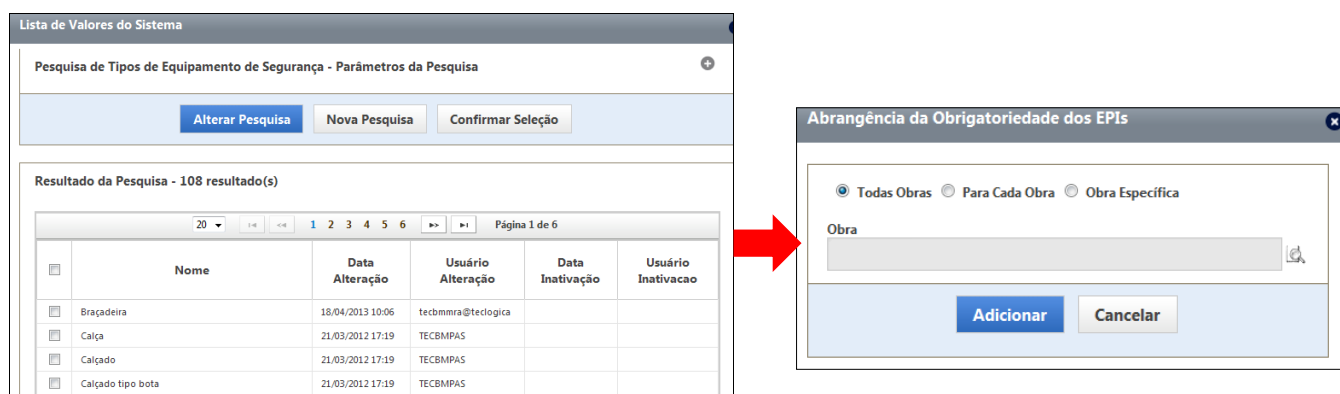 Lista de Valores do Sistema
Pesquisa de Tipos de Equipamento de Segurança - Parâmetros da Pesquisa
Alterar Pesquisa Nova Pesquisa Confirmar Seleção
Resultado da Pesquisa - 108 resultado(s)
20 1 2 3 4 5 6 Página 1 de 6
Nome Data Alteração Usuário Alteração Data Inativação Usuário Inativacao
Braçadeira 18/04/2013 10:06 tecbmmra@teclogica
Calça 21/03/2012 17:19 TECBMPAS
Calçado 21/03/2012 17:19 TECBMPAS
Calçado tipo bota 21/03/2012 17:19 TECBMPAS
Abrangência da Obrigatoriedade dos EPIs
Todas Obras Para Cada Obra Obra Específica
Obra
Adicionar Cancelar